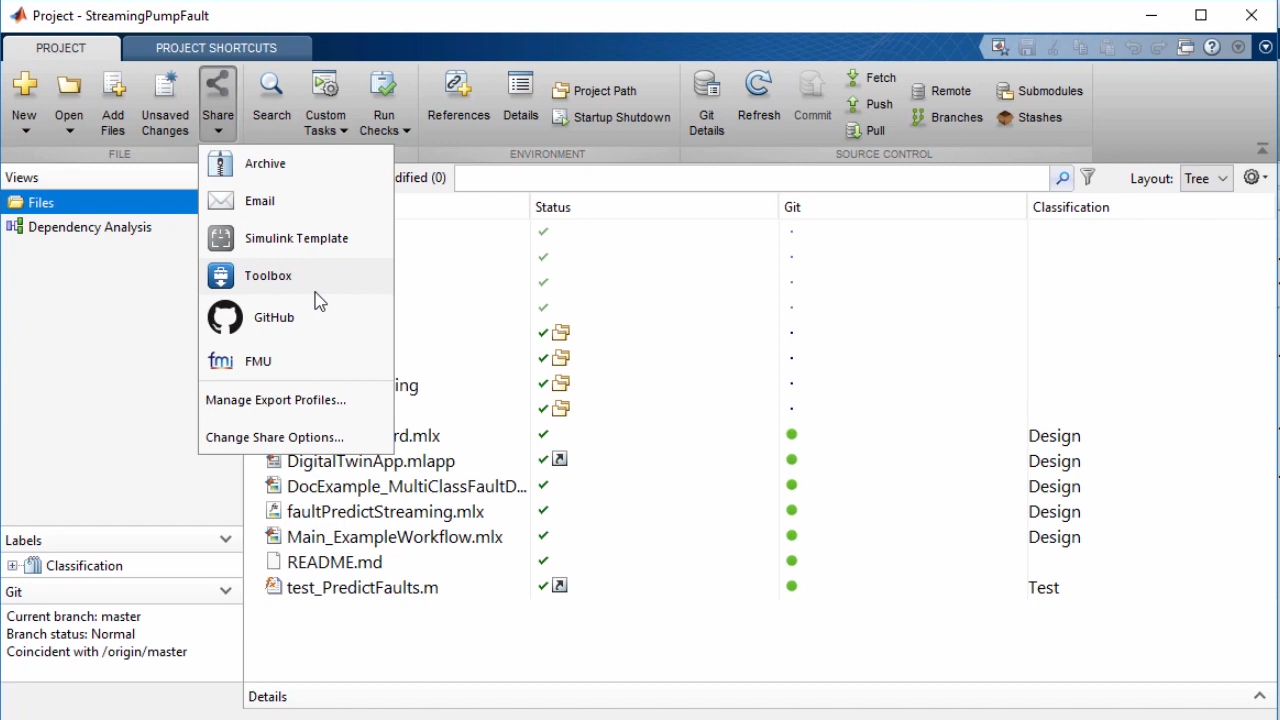 Project - StreamingPumpFault
PROJECT
PROJECT SHORTCUTS
New
Open
Add
Files
Unsaved
Changes
Share
Search
Custom
Tasks
Run
Checks
References
Details
Project Path
Startup Shutdown
Git
Details
Refresh
Commit
Fetch
Push
Pull
Remote
Branches
Submodules
Stashes
FILE
ENVIRONMENT
SOURCE CONTROL
Views
Files
Dependency Analysis
Archive
Email
Simulink Template
Toolbox
GitHub
fmi FMU
Manage Export Profiles...
Change Share Options...
dified (0)
Layout: Tree
Status
Git
Classification
ing
rd.mlx
Design
DigitalTwinApp.mlapp
Design
DocExample_MultiClassFaultD...
Design
faultPredictStreaming.mlx
Design
Main_ExampleWorkflow.mlx
Design
README.md
test_PredictFaults.m
Test
Labels
Classification
Git
Current branch: master
Branch status: Normal
Coincident with /origin/master
Details